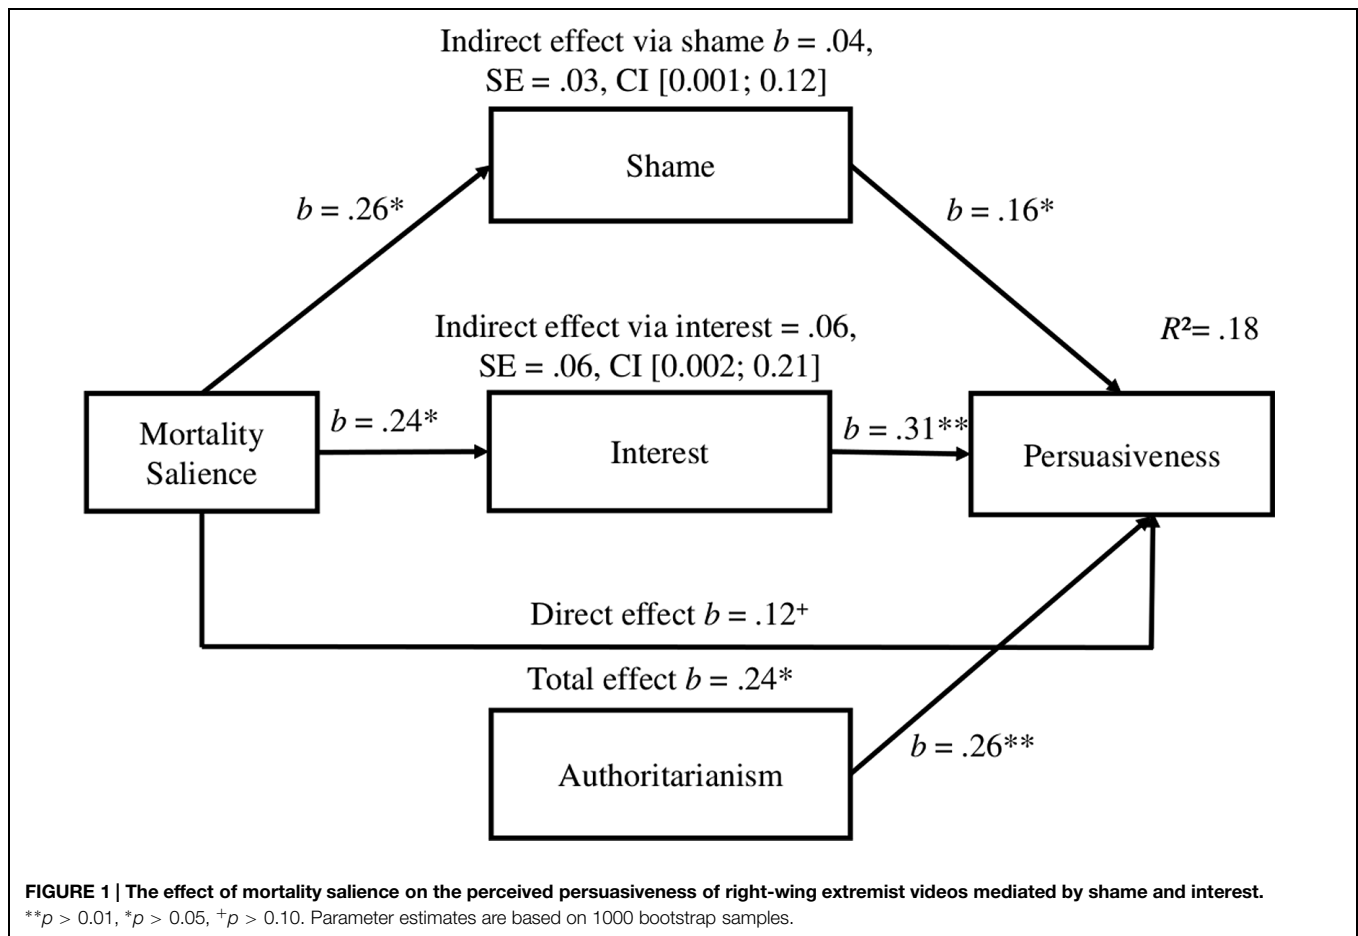 Indirect effect via shame b = .04,
SE = .03, CI [0.001; 0.12]
Shame
b = .26*
b = .16*
Indirect effect via interest = .06,
SE = .06, CI [0.002; 0.21]
R²= .18
Mortality
Salience
b = .24*
Interest
b = .31**
Persuasiveness
Direct effect b = .12⁺
Total effect b = .24*
Authoritarianism
b = .26**
FIGURE 1 | The effect of mortality salience on the perceived persuasiveness of right-wing extremist videos mediated by shame and interest.
**p > 0.01, *p > 0.05, ⁺p > 0.10. Parameter estimates are based on 1000 bootstrap samples.